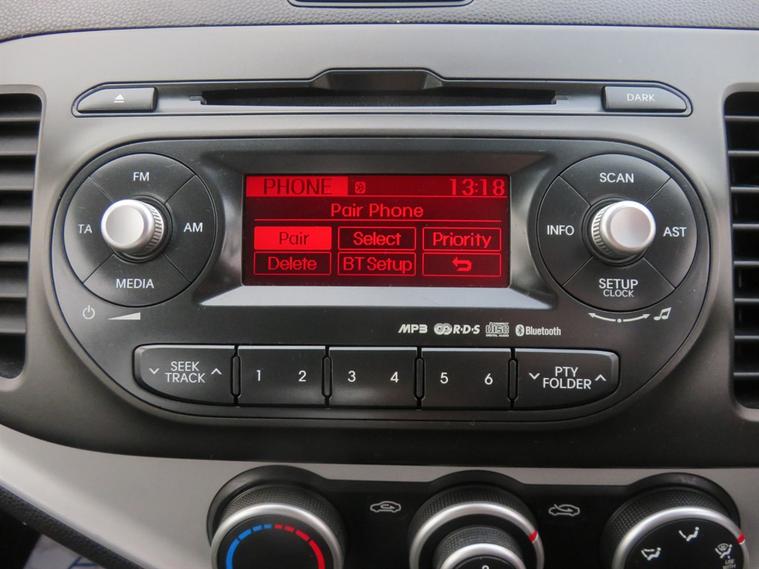 DARK
FM
SCAN
PHONE 13:18
Pair Phone
TA AM
INFO AST
Pair Select Priority
Delete BT Setup
MEDIA
SETUP
CLOCK
MP3 R·D·S Bluetooth
SEEK
TRACK
1 2 3 4 5 6
PTY
FOLDER